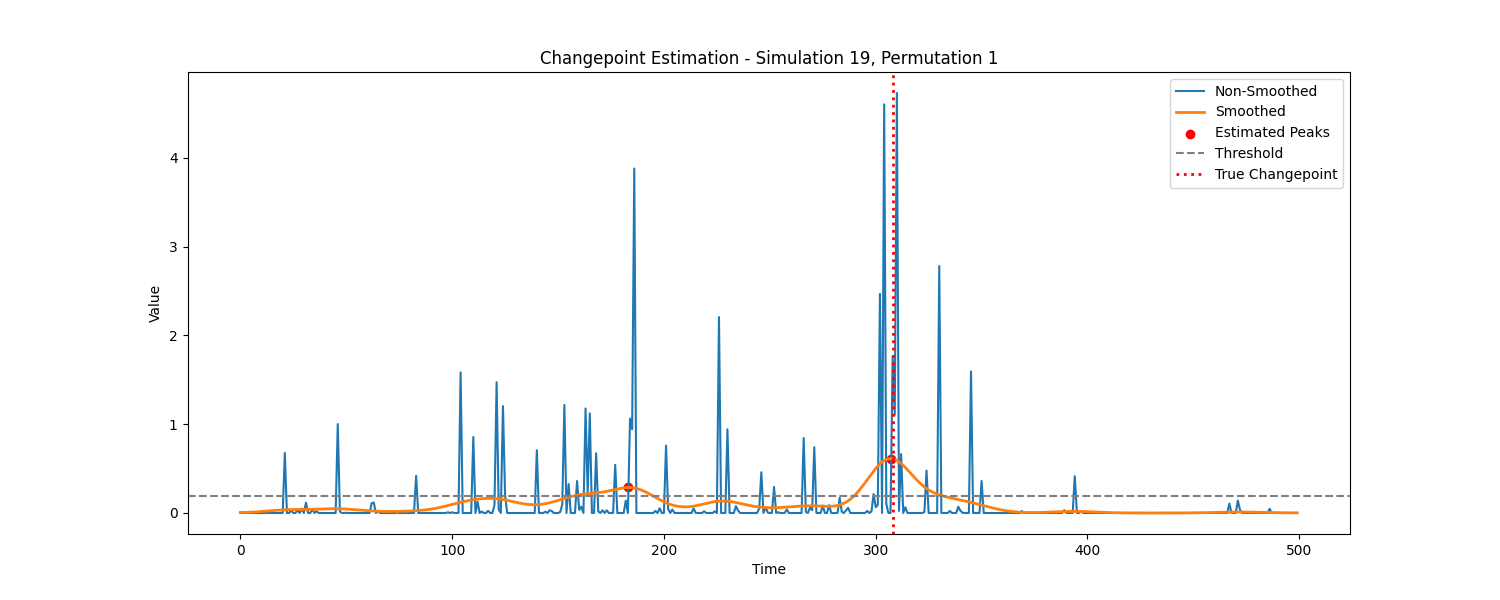 Changepoint Estimation - Simulation 19, Permutation 1
Non-Smoothed
Smoothed
Estimated Peaks
Threshold
True Changepoint
Value
4
3
2
1
0
0 100 200 300 400 500
Time